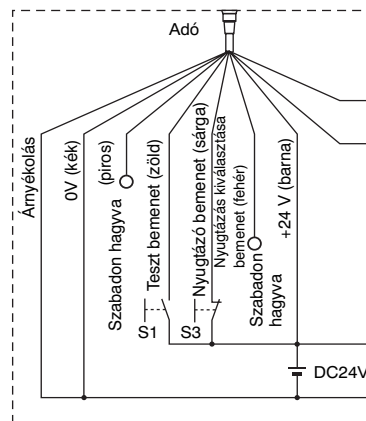 Adó
Árnyékolás
0V (kék)
(piros)
Szabadon hagyva
Teszt bemenet (zöld)
Nyugtázó bemenet (sárga)
Nyugtázás kiválasztása
bemenet (fehér)
Szabadon
hagyva
+24 V (barna)
S1
S3
DC24V